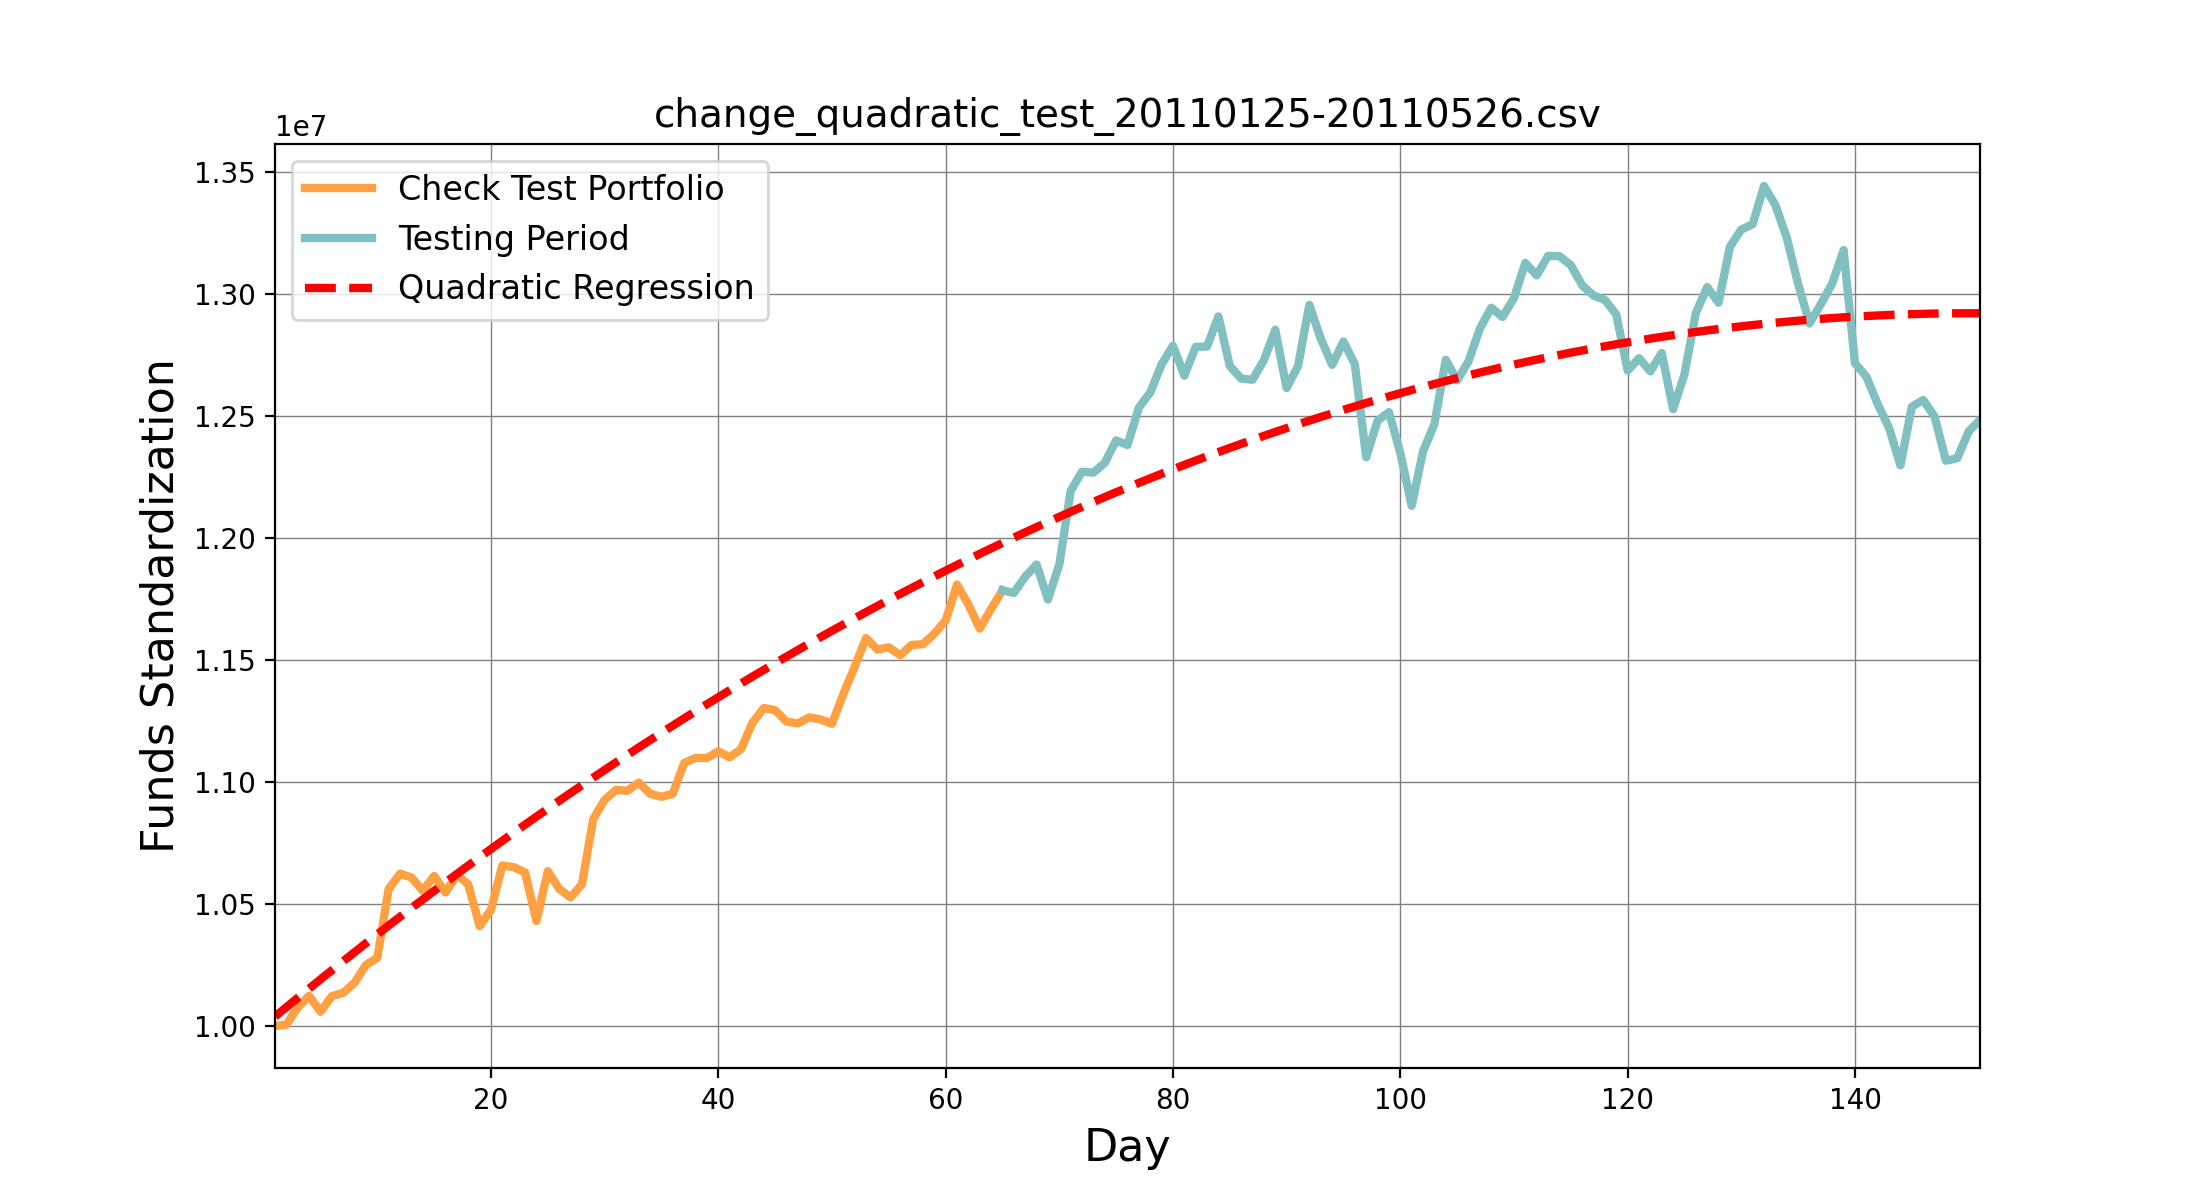 change_quadratic_test_20110125-20110526.csv
1e7
Check Test Portfolio
Testing Period
Quadratic Regression
Funds Standardization
1.35
1.30
1.25
1.20
1.15
1.10
1.05
1.00
20 40 60 80 100 120 140
Day